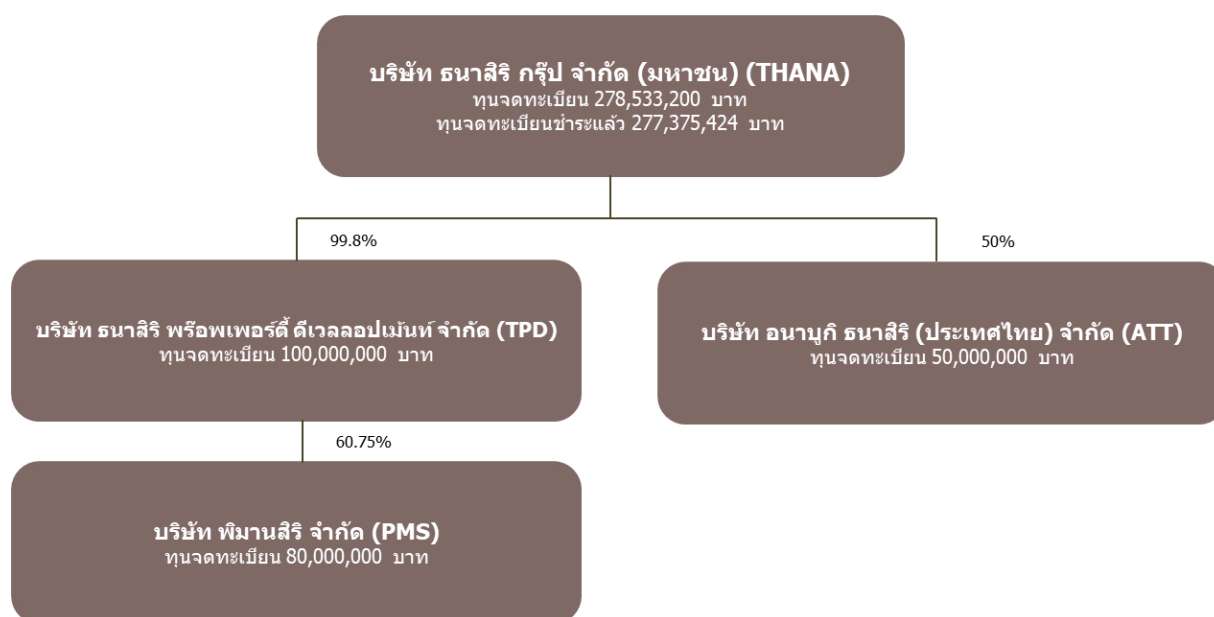 บริษัท ธนาสิริ กรุ๊ป จำกัด (มหาชน) (THANA)
ทุนจดทะเบียน 278,533,200 บาท
ทุนจดทะเบียนชำระแล้ว 277,375,424 บาท
99.8%
50%
บริษัท ธนาสิริ พร๊อพเพอร์ตี้ ดีเวลลอปเม้นท์ จำกัด (TPD)
ทุนจดทะเบียน 100,000,000 บาท
บริษัท อนาบูกิ ธนาสิริ (ประเทศไทย) จำกัด (ATT)
ทุนจดทะเบียน 50,000,000 บาท
60.75%
บริษัท พิมานสิริ จำกัด (PMS)
ทุนจดทะเบียน 80,000,000 บาท